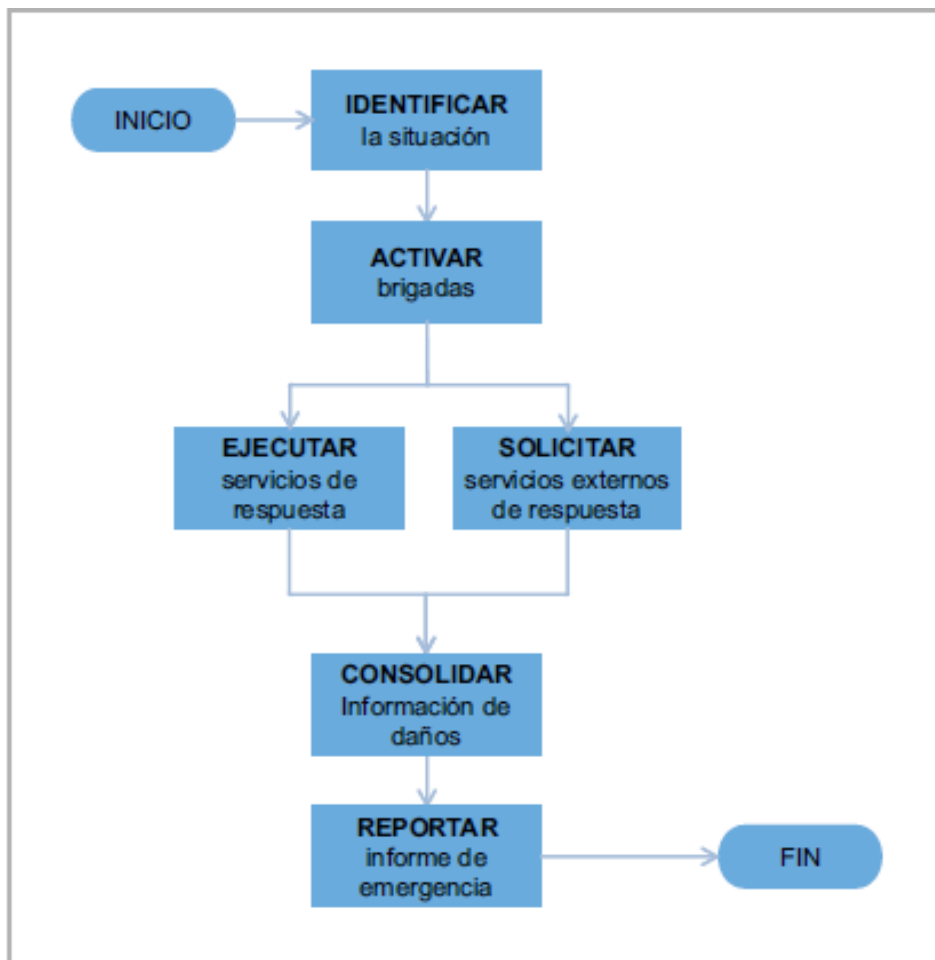 INICIO
IDENTIFICAR
la situación
ACTIVAR
brigadas
EJECUTAR
servicios de
respuesta
SOLICITAR
servicios externos
de respuesta
CONSOLIDAR
Información de
daños
REPORTAR
informe de
emergencia
FIN